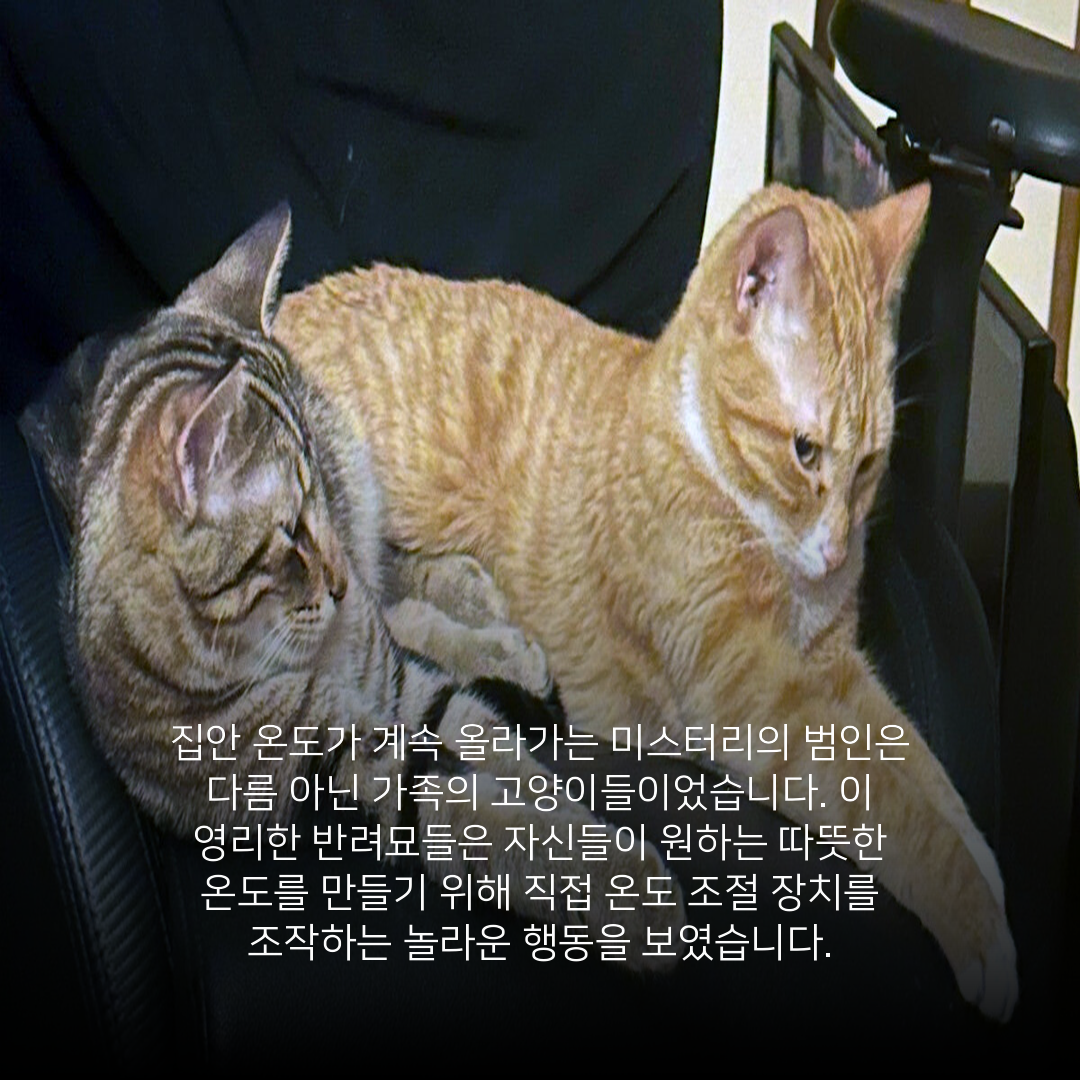 집안 온도가 계속 올라가는 미스터리의 범인은
다름 아닌 가족의 고양이들이었습니다. 이
영리한 반려묘들은 자신들이 원하는 따뜻한
온도를 만들기 위해 직접 온도 조절 장치를
조작하는 놀라운 행동을 보였습니다.